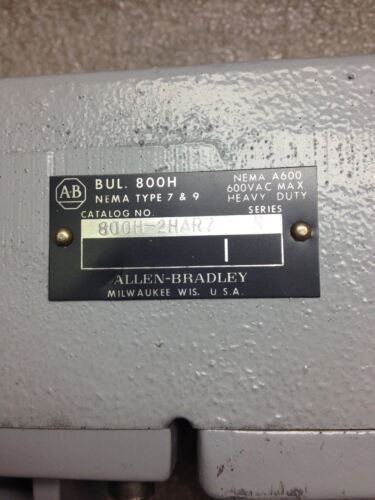 A-B
BUL. 800H
NEMA TYPE 7 & 9
NEMA A600
600VAC MAX
HEAVY DUTY
CATALOG NO.
SERIES
800H-2HAR7
ALLEN-BRADLEY
MILWAUKEE WIS. U.S.A.